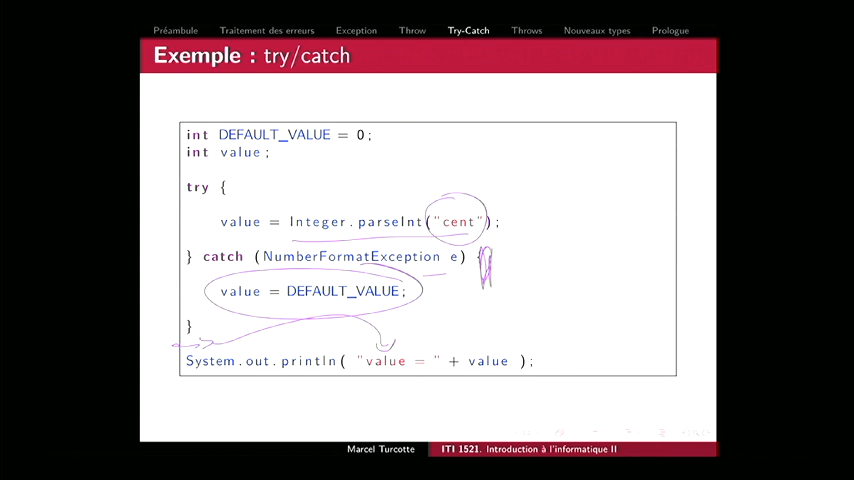 Préambule Traitement des erreurs Exception Throw Try-Catch Throws Nouveaux types Prologue
Exemple : try/catch
int DEFAULT_VALUE = 0;
int value;
try {
value = Integer.parseInt("cent");
} catch (NumberFormatException e) {
value = DEFAULT_VALUE;
}
System.out.println( "value = " + value );
Marcel Turcotte ITI 1521. Introduction à l'informatique II